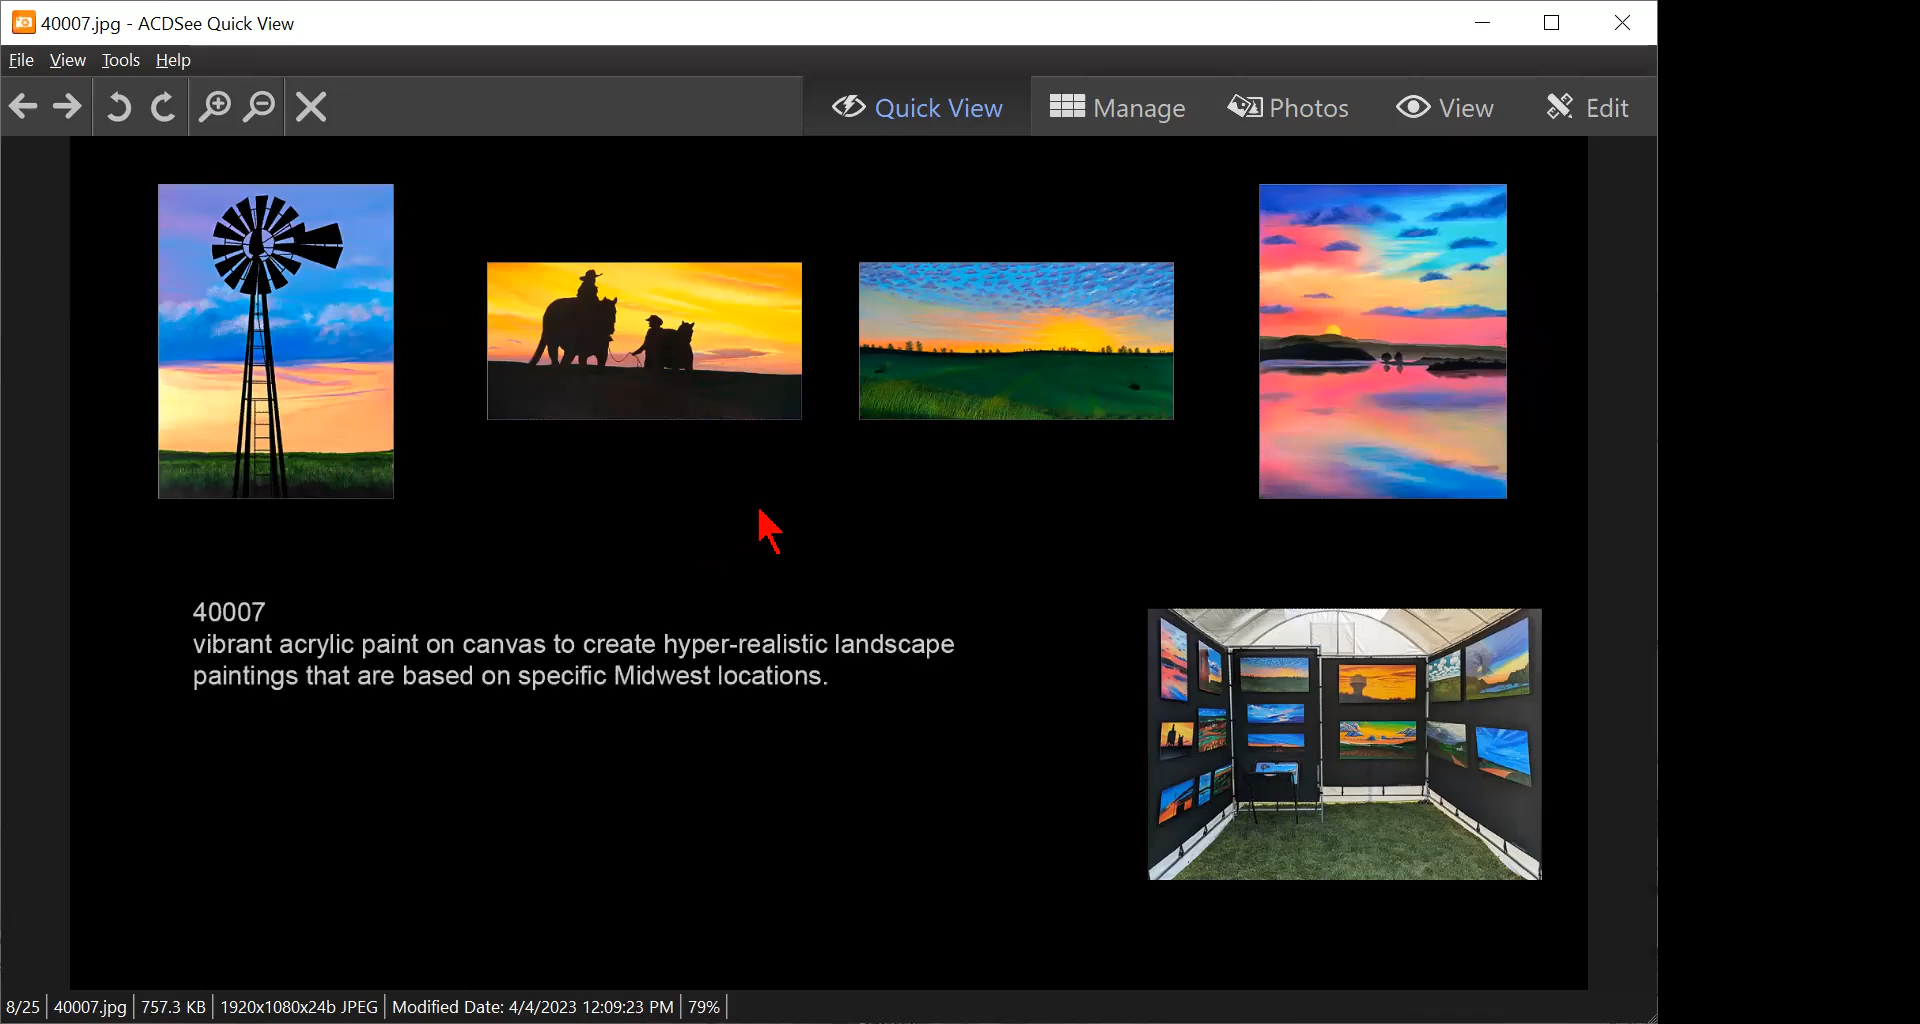 40007.jpg - ACDSee Quick View
File View Tools Help
Quick View Manage Photos View Edit
40007
vibrant acrylic paint on canvas to create hyper-realistic landscape
paintings that are based on specific Midwest locations.
8/25 40007.jpg 757.3 KB 1920x1080x24b JPEG Modified Date: 4/4/2023 12:09:23 PM 79%